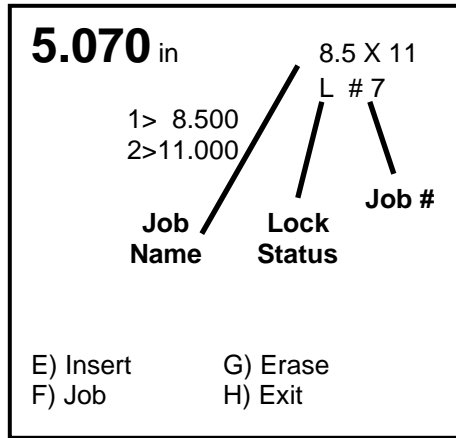 5.070 in
8.5 X 11
L # 7
1> 8.500
2>11.000
Job #
Job
Name
Lock
Status
E) Insert
G) Erase
F) Job
H) Exit